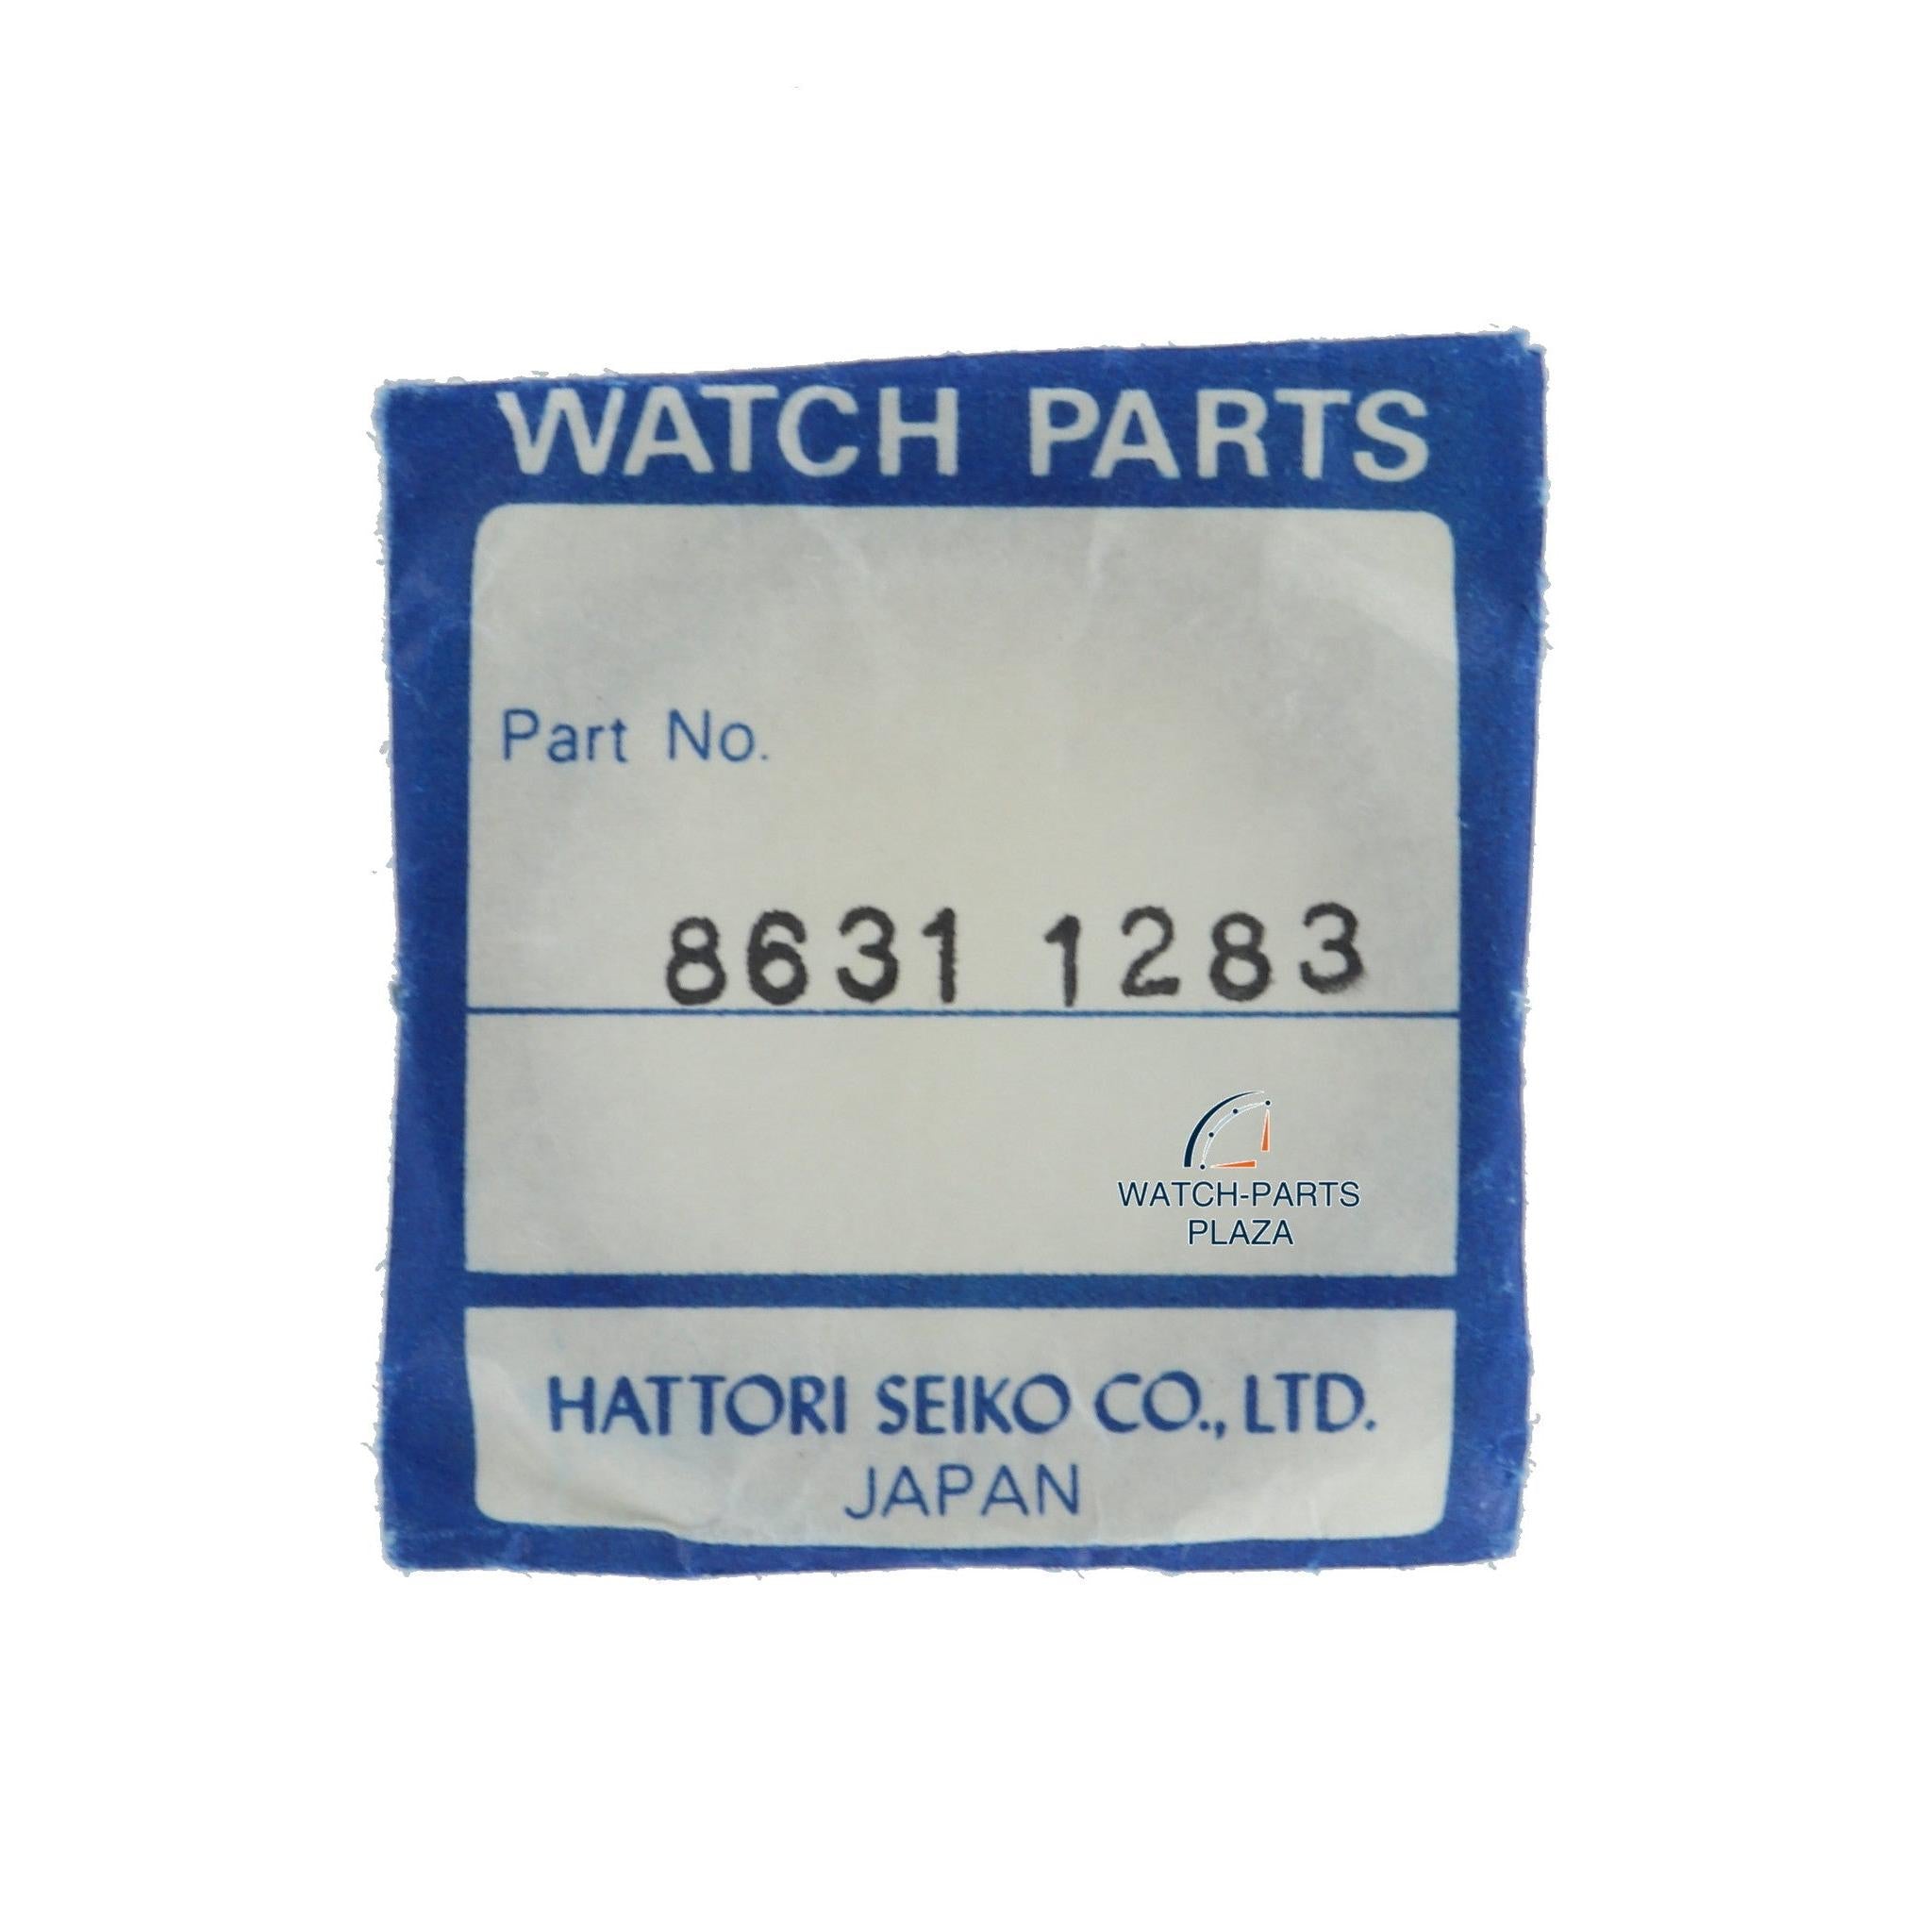 WATCH PARTS
Part No.
8631 1283
WATCH-PARTS
PLAZA
HATTORI SEIKO CO., LTD.
JAPAN